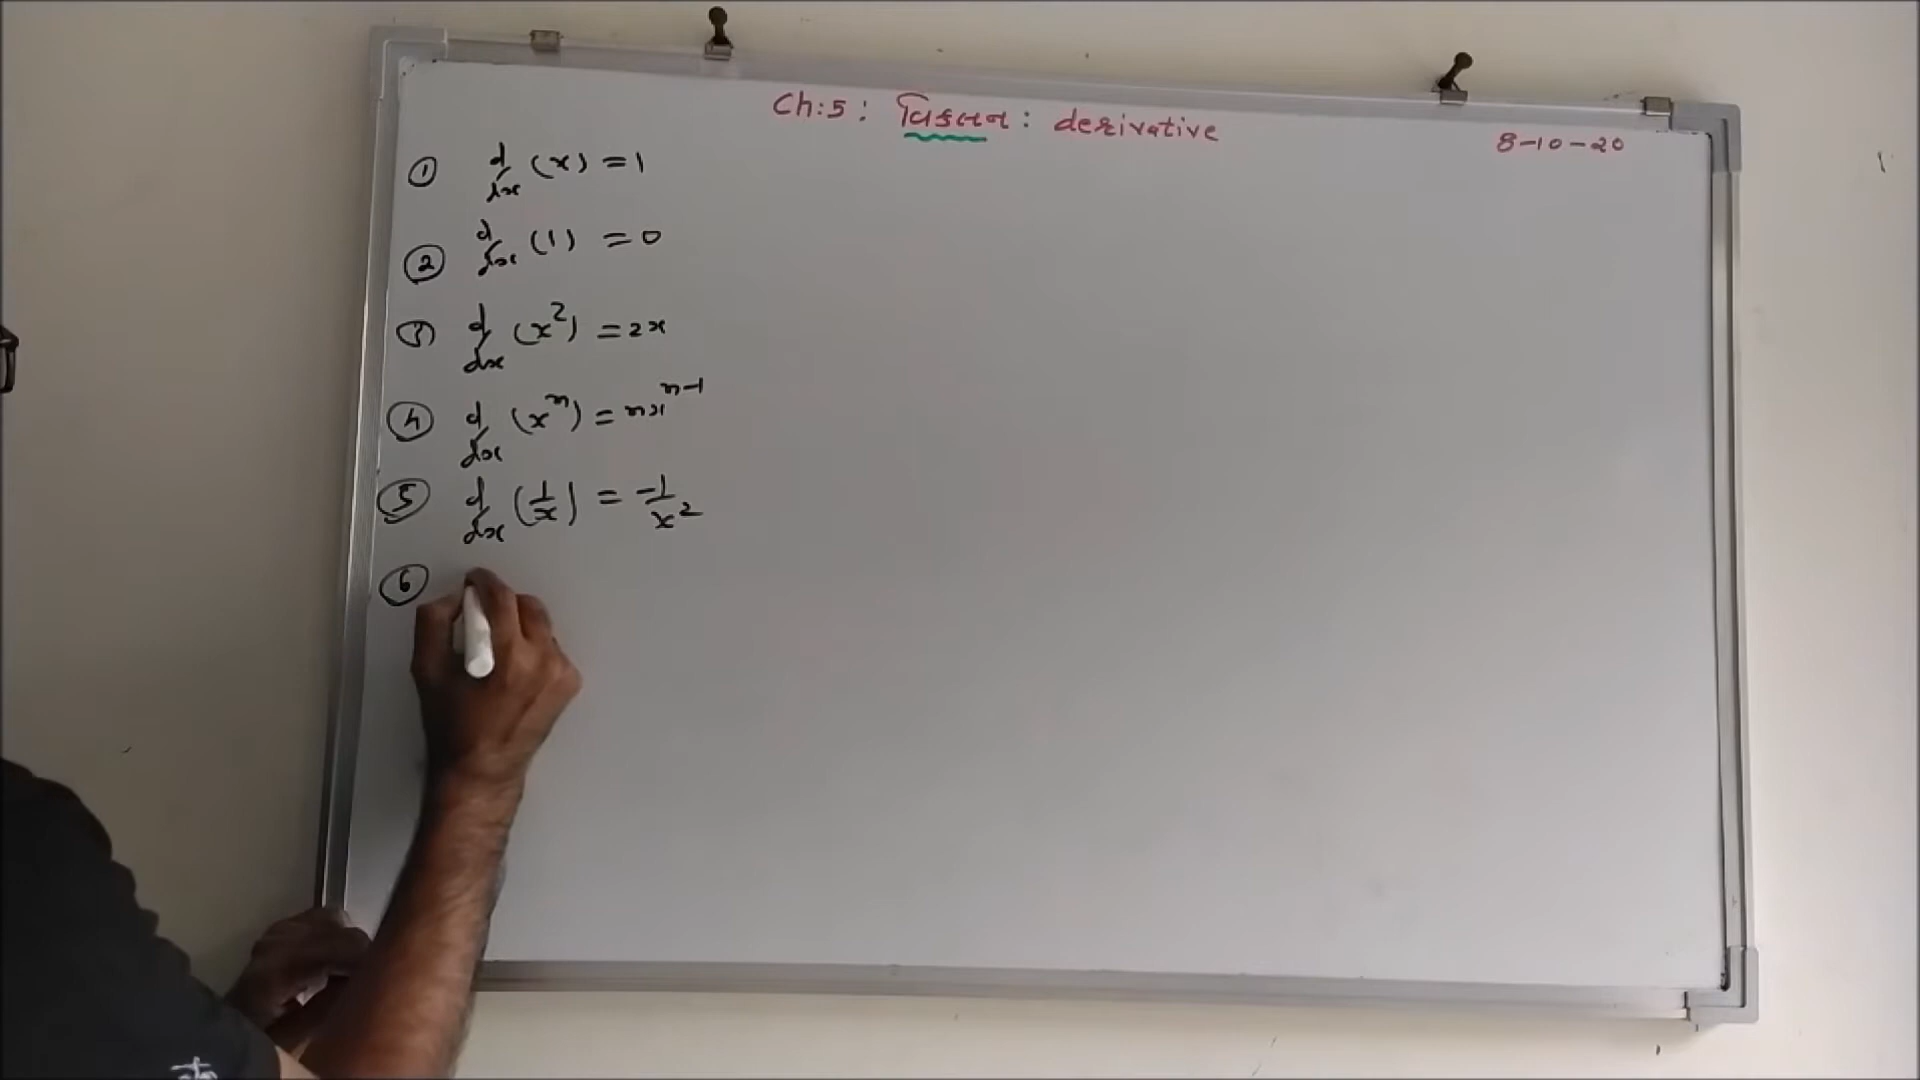 Ch:5 : વિકલન : derivative
8-10-20
① d/dx (x) = 1
② d/dx (1) = 0
③ d/dx (x²) = 2x
④ d/dx (xⁿ) = nxⁿ⁻¹
⑤ d/dx (1/x) = -1/x²
⑥